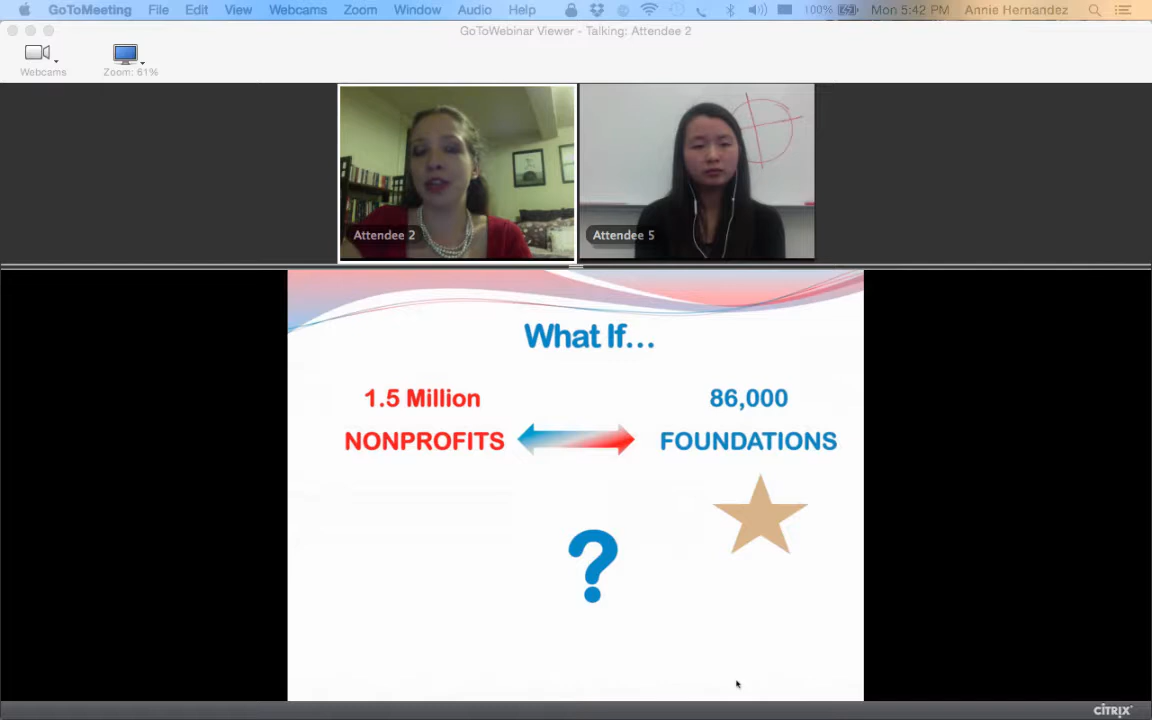 GoToMeeting File Edit View Webcams Zoom Window Audio Help 100% Mon 5:42 PM Annie Hernandez
GoToWebinar Viewer - Talking: Attendee 2
Webcams Zoom: 61%
Attendee 2 Attendee 5
What If...
1.5 Million 86,000
NONPROFITS FOUNDATIONS
?
CITRIX